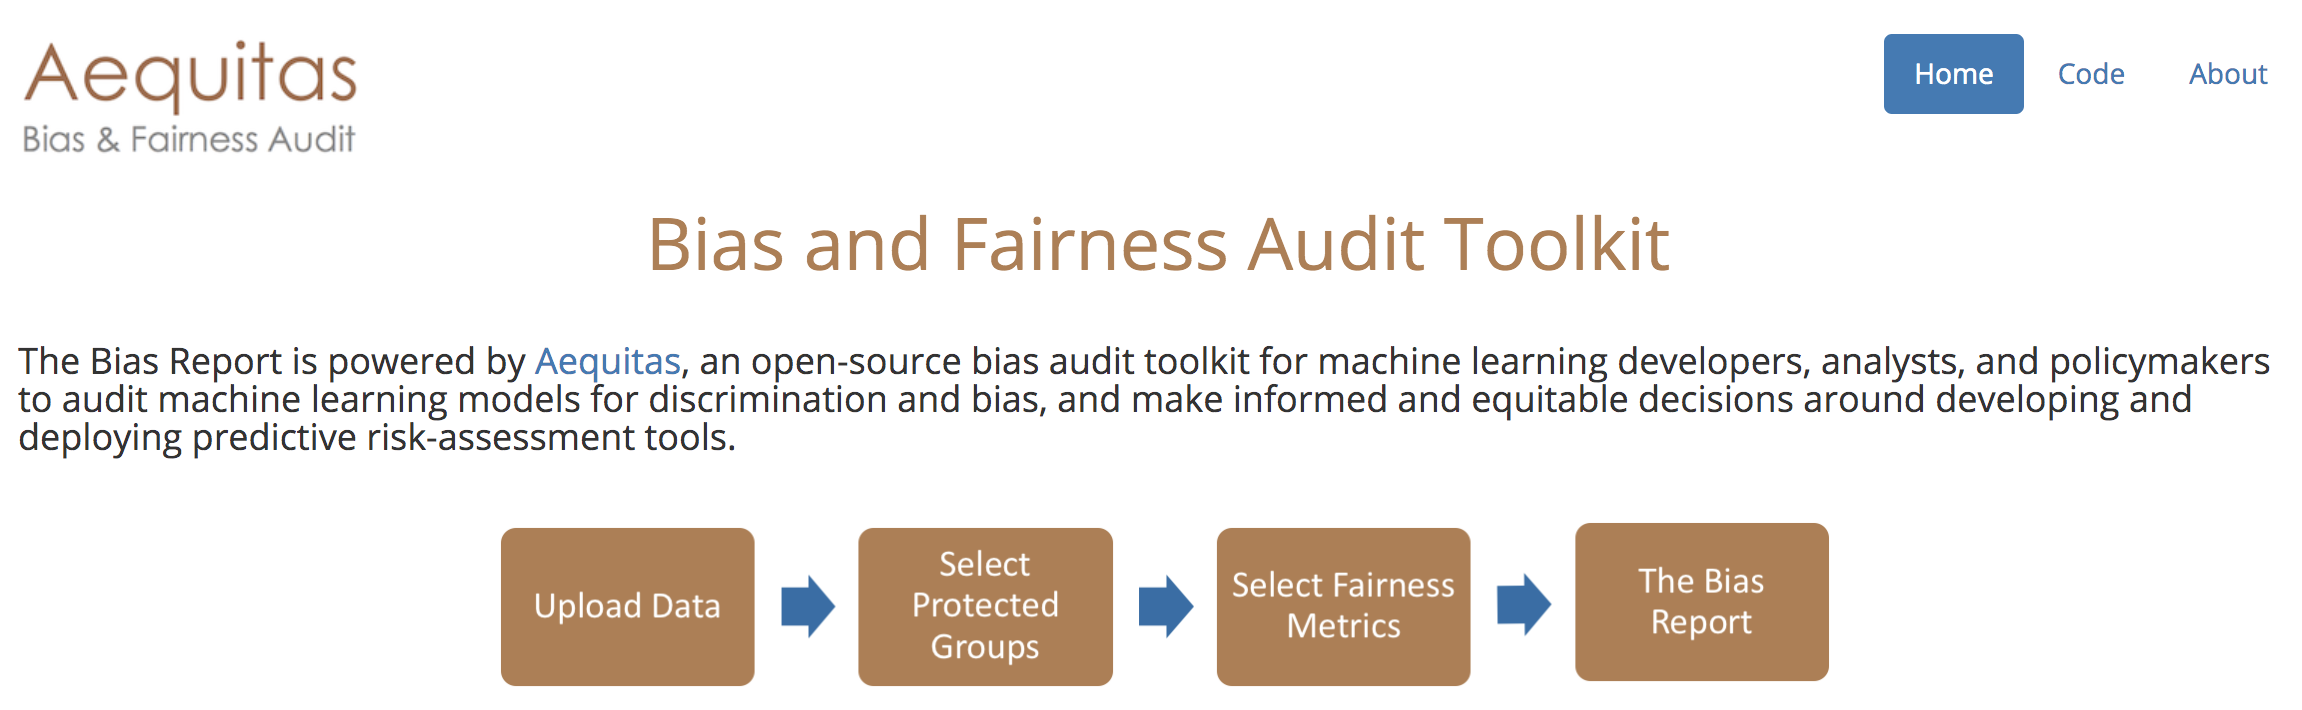 Aequitas
Bias & Fairness Audit
Home
Code
About
Bias and Fairness Audit Toolkit
The Bias Report is powered by Aequitas, an open-source bias audit toolkit for machine learning developers, analysts, and policymakers
to audit machine learning models for discrimination and bias, and make informed and equitable decisions around developing and
deploying predictive risk-assessment tools.
Upload Data
Select
Protected
Groups
Select Fairness
Metrics
The Bias
Report